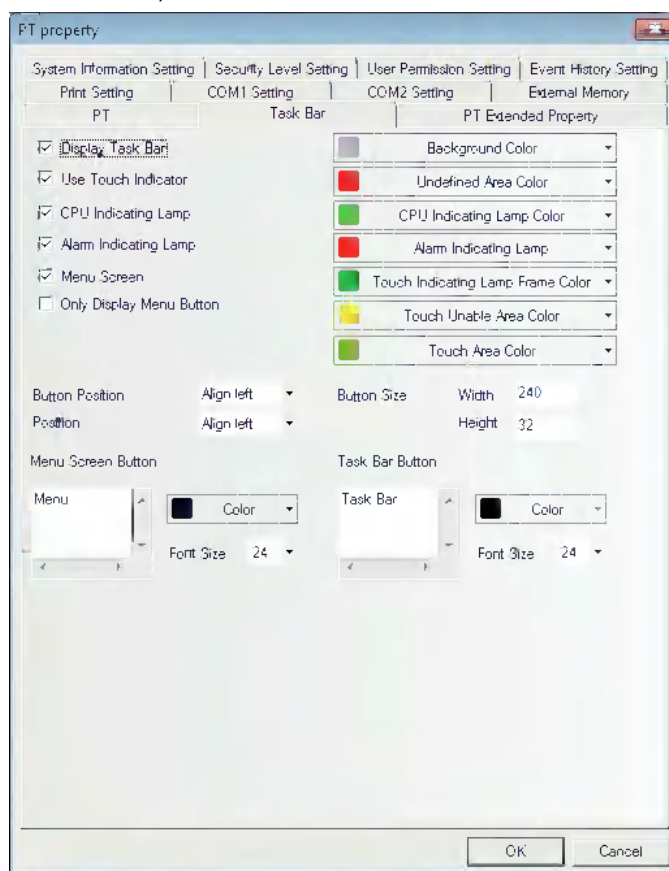 PT property
System Information Setting
Security Level Setting
User Permission Setting
Event History Setting
Print Setting
COM1 Setting
COM2 Setting
External Memory
PT
Task Bar
PT Extended Property
Display Task Bar
Background Color
Use Touch Indicator
Undefined Area Color
CPU Indicating Lamp
CPU Indicating Lamp Color
Alarm Indicating Lamp
Alarm Indicating Lamp
Menu Screen
Touch Indicating Lamp Frame Color
Only Display Menu Button
Touch Unable Area Color
Touch Area Color
Button Position Align left
Button Size Width 240
Position Align left
Height 32
Menu Screen Button
Task Bar Button
Menu
Color
Font Size 24
Task Bar
Color
Font Size 24
OK
Cancel